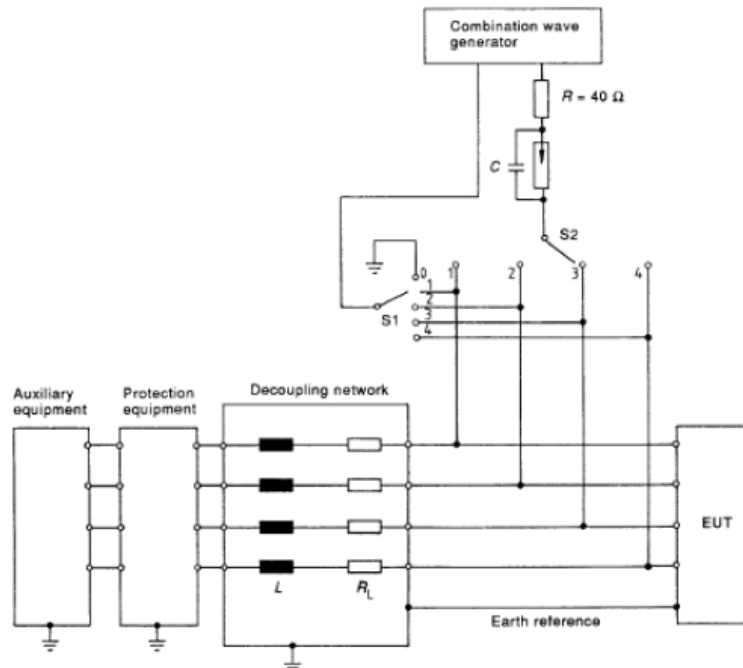 Combination wave
generator
R = 40 Ω
C
S2
0 1 2 3 4
1
2
3
4
S1
Auxiliary
equipment
Protection
equipment
Decoupling network
EUT
L
R_L
Earth reference